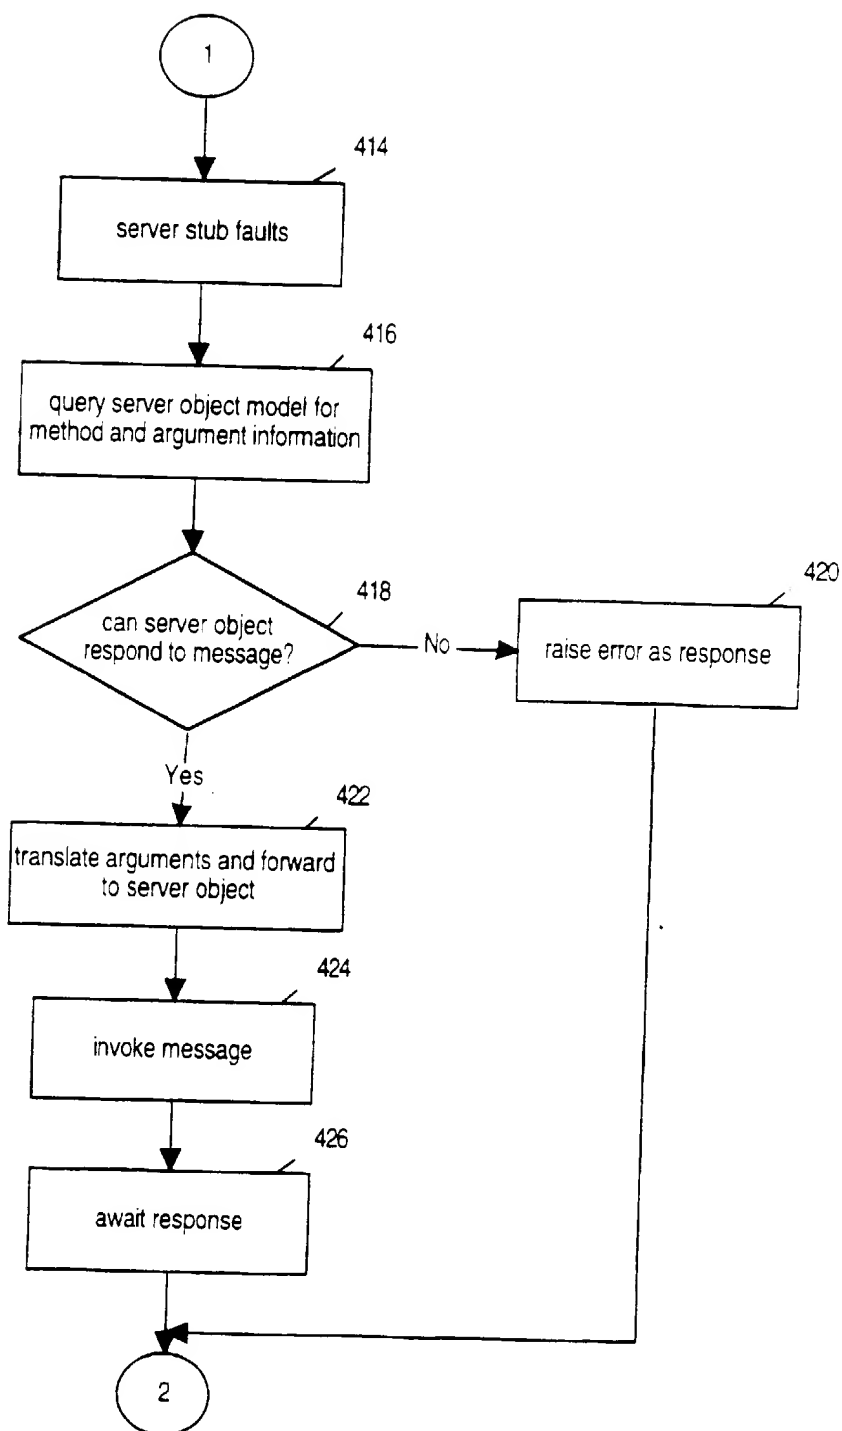 1
414
server stub faults
416
query server object model for
method and argument information
418
can server object
respond to message?
No
420
raise error as response
Yes
422
translate arguments and forward
to server object
424
invoke message
426
await response
2